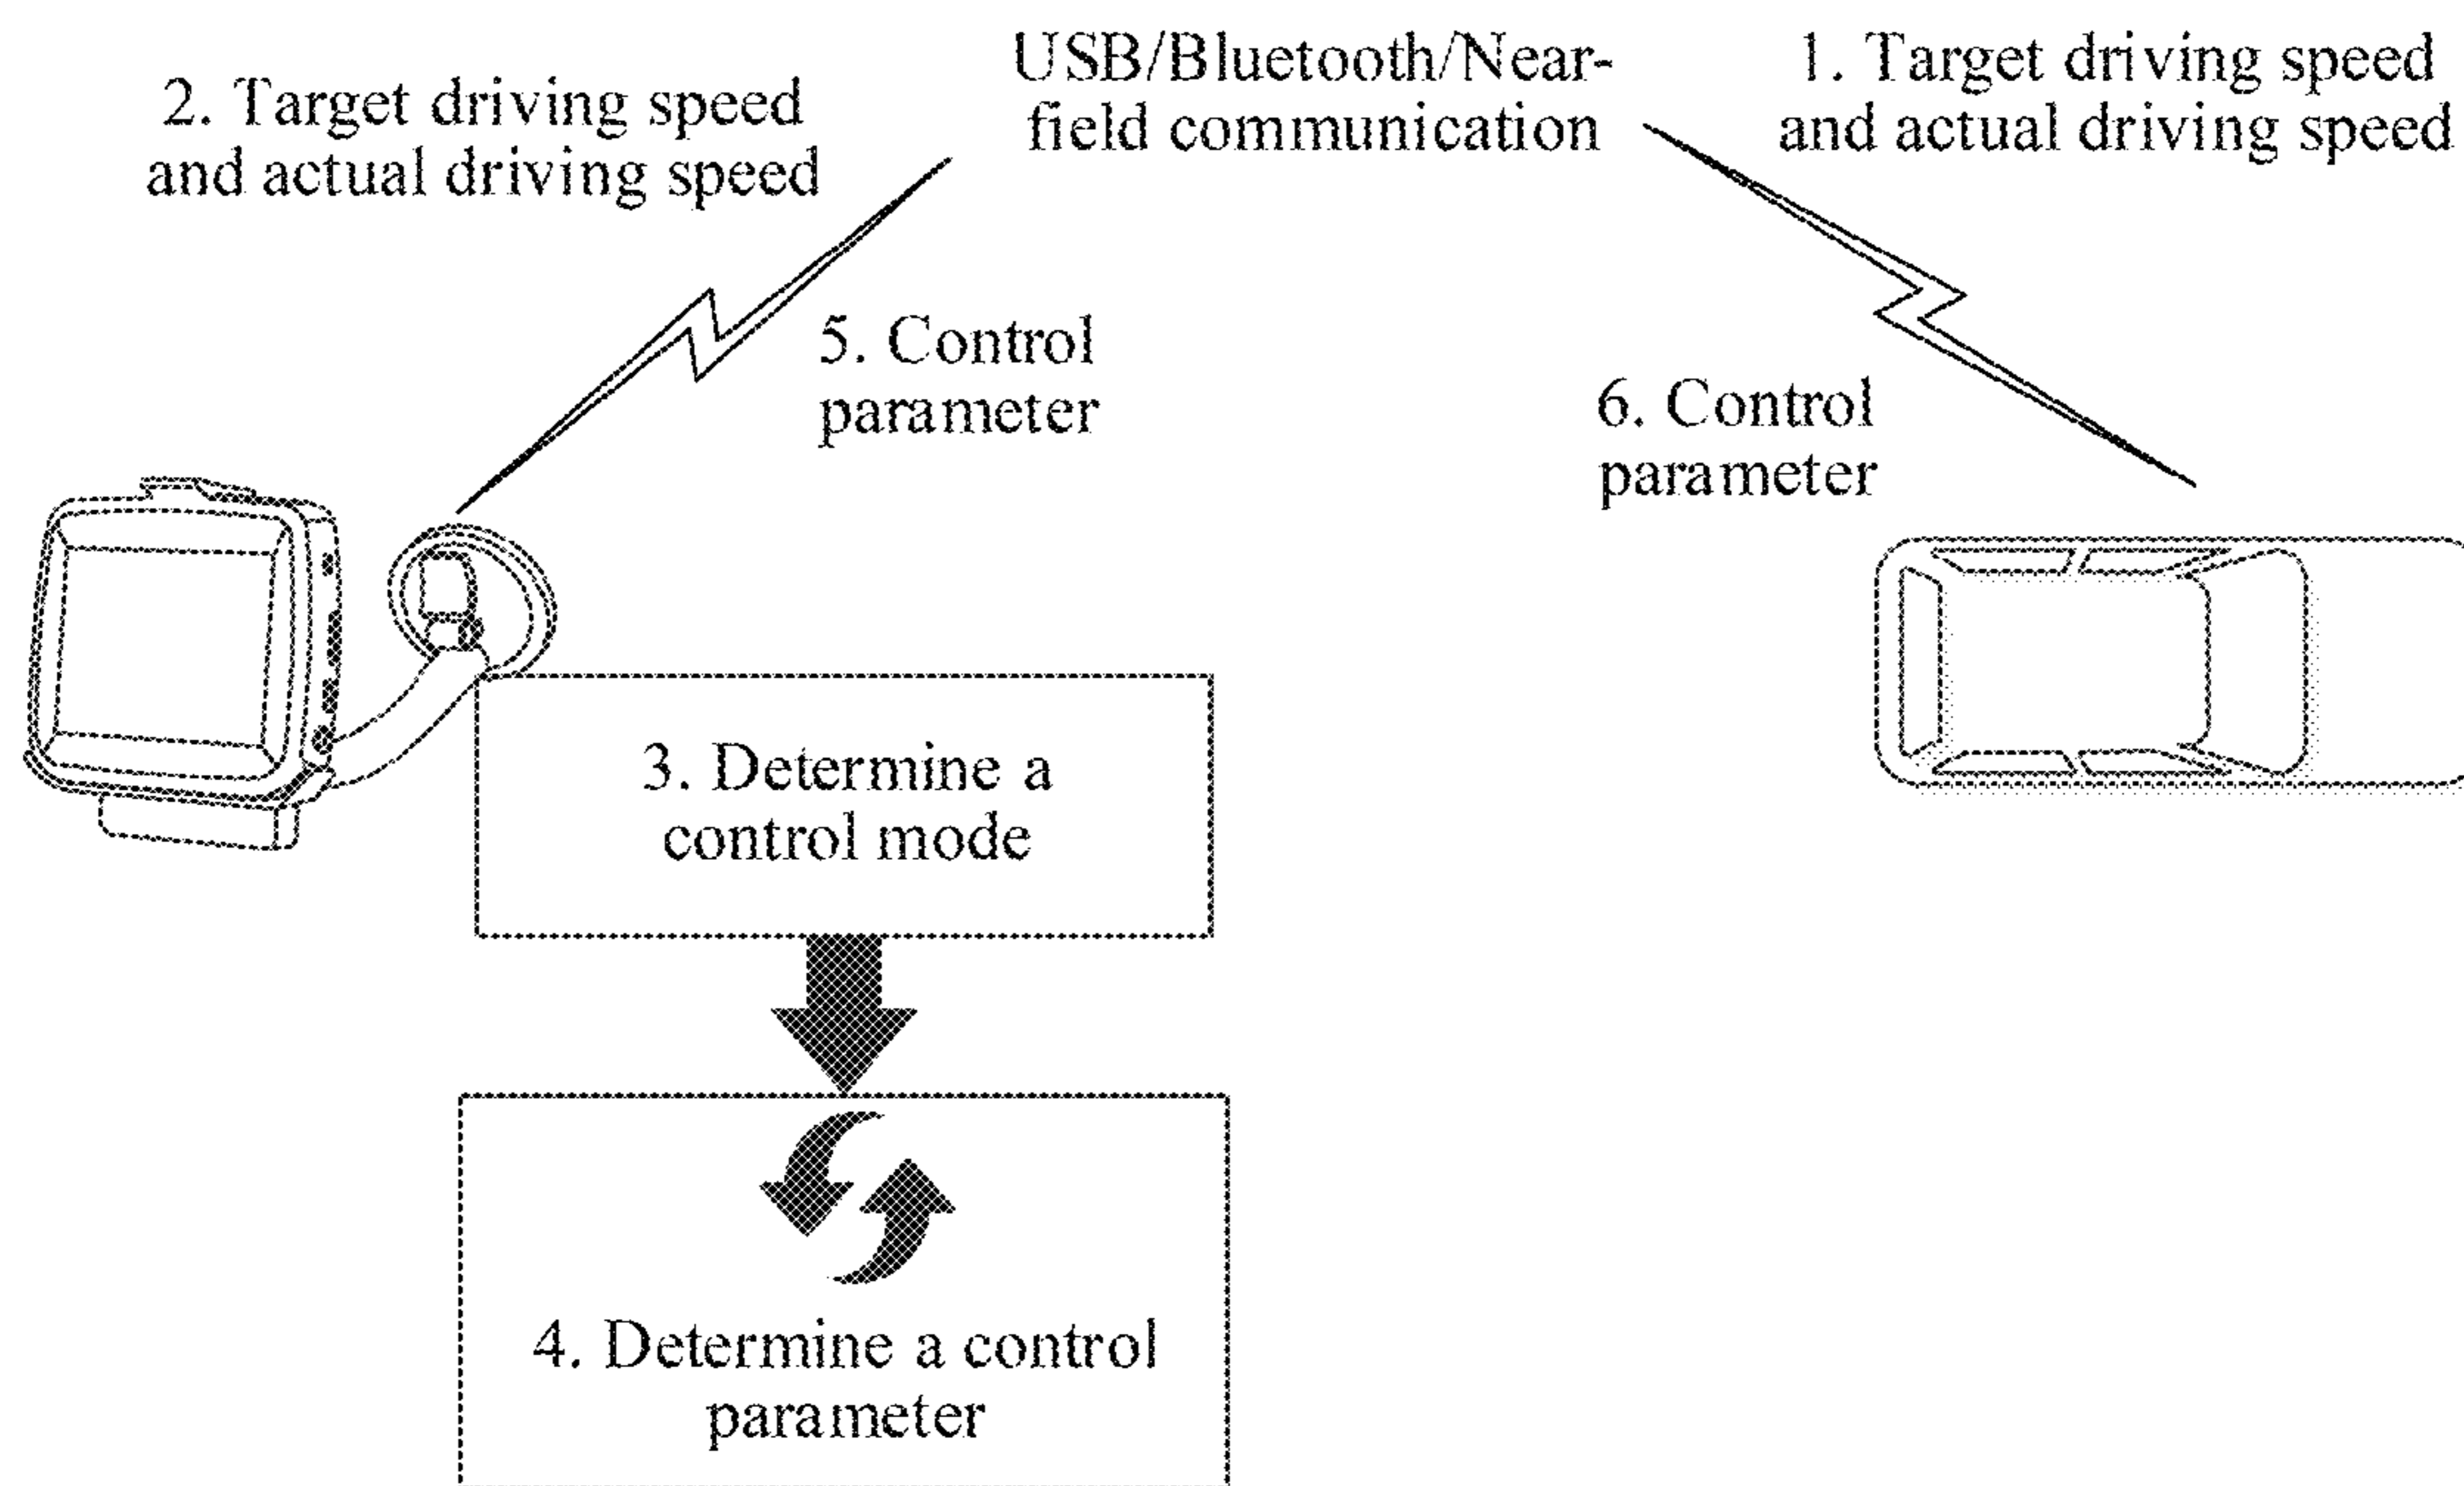 2. Target driving speed
and actual driving speed
USB/Bluetooth/Near-
field communication
1. Target driving speed
and actual driving speed
5. Control
parameter
6. Control
parameter
3. Determine a
control mode
4. Determine a control
parameter